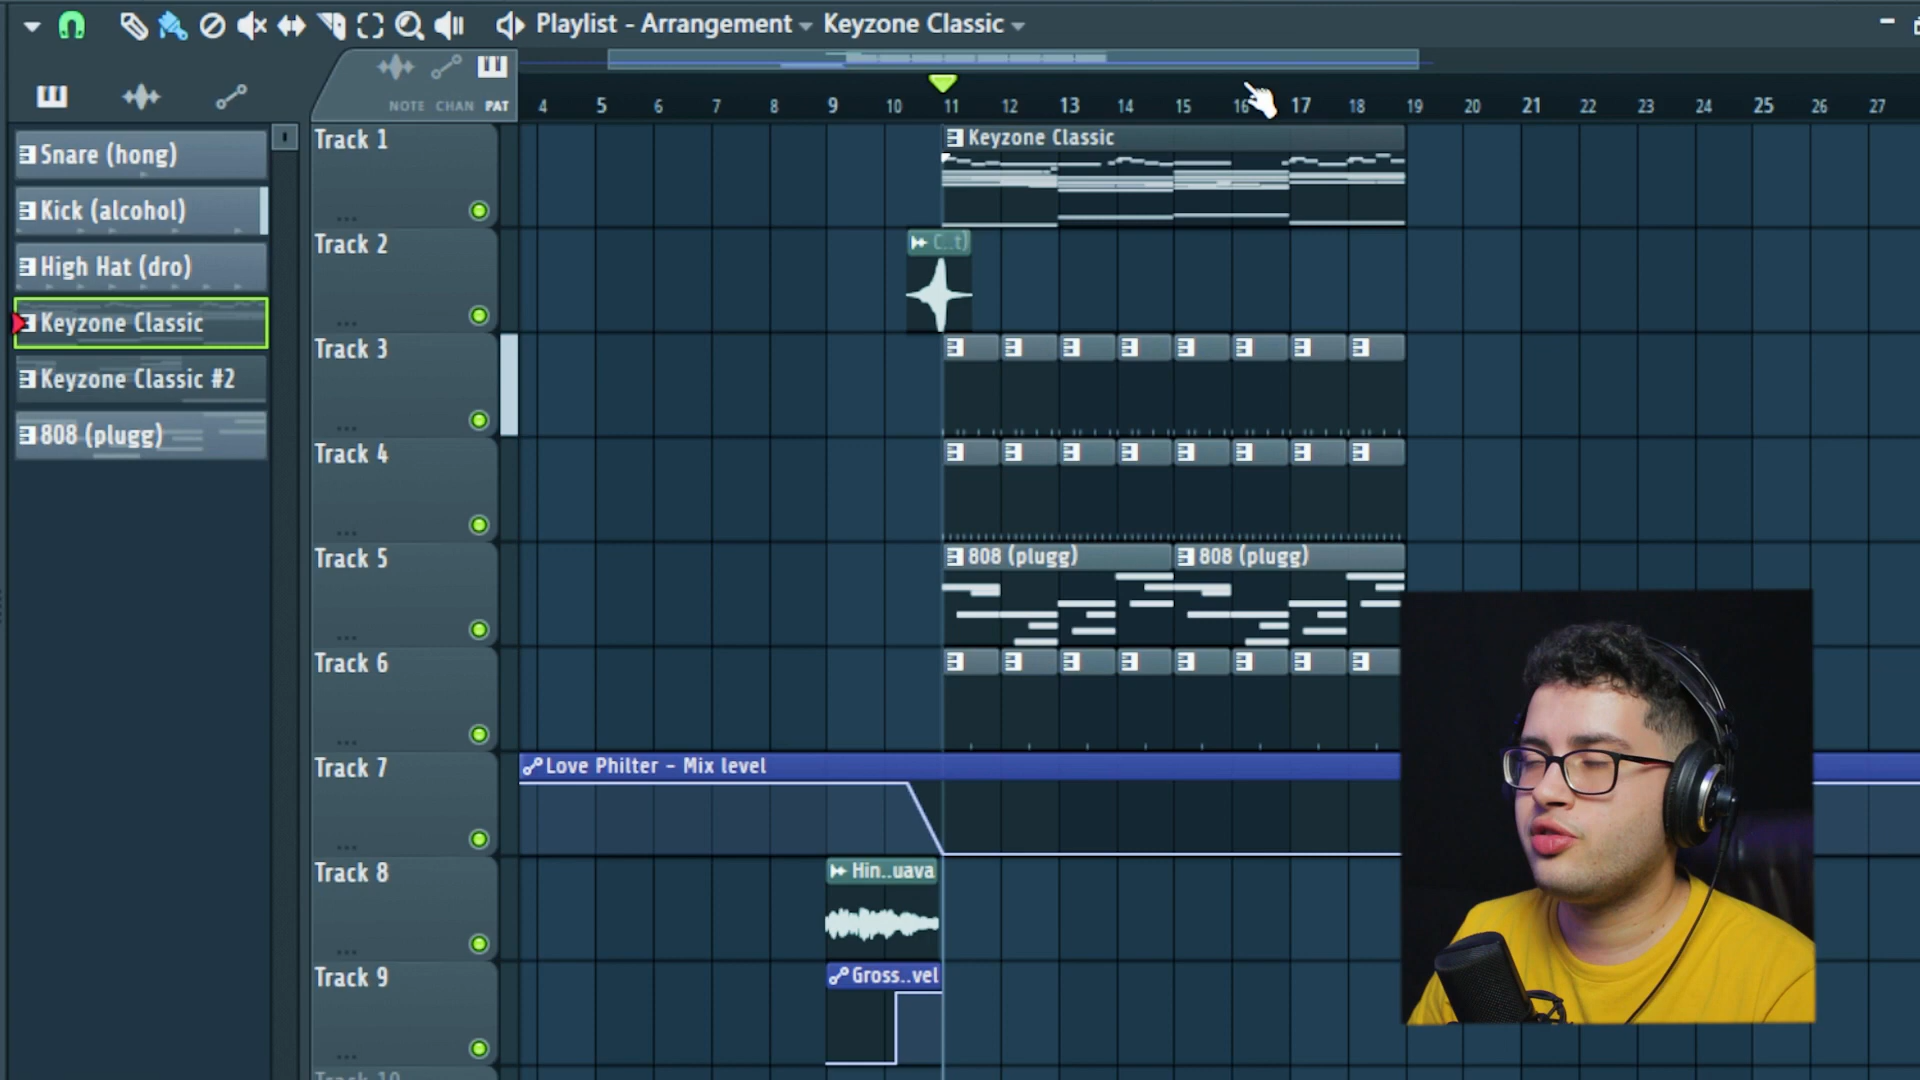 Playlist - Arrangement Keyzone Classic
NOTE CHAN PAT
4 5 6 7 8 9 10 11 12 13 14 15 16 17 18 19 20 21 22 23 24 25 26 27
Snare (hong)
Kick (alcohol)
High Hat (dro)
Keyzone Classic
Keyzone Classic #2
808 (plugg)
Track 1
Keyzone Classic
Track 2
C..t)
Track 3
Track 4
Track 5
808 (plugg) 808 (plugg)
Track 6
Track 7
Love Philter - Mix level
Track 8
Hin..uava
Track 9
Gross..vel
Track 10